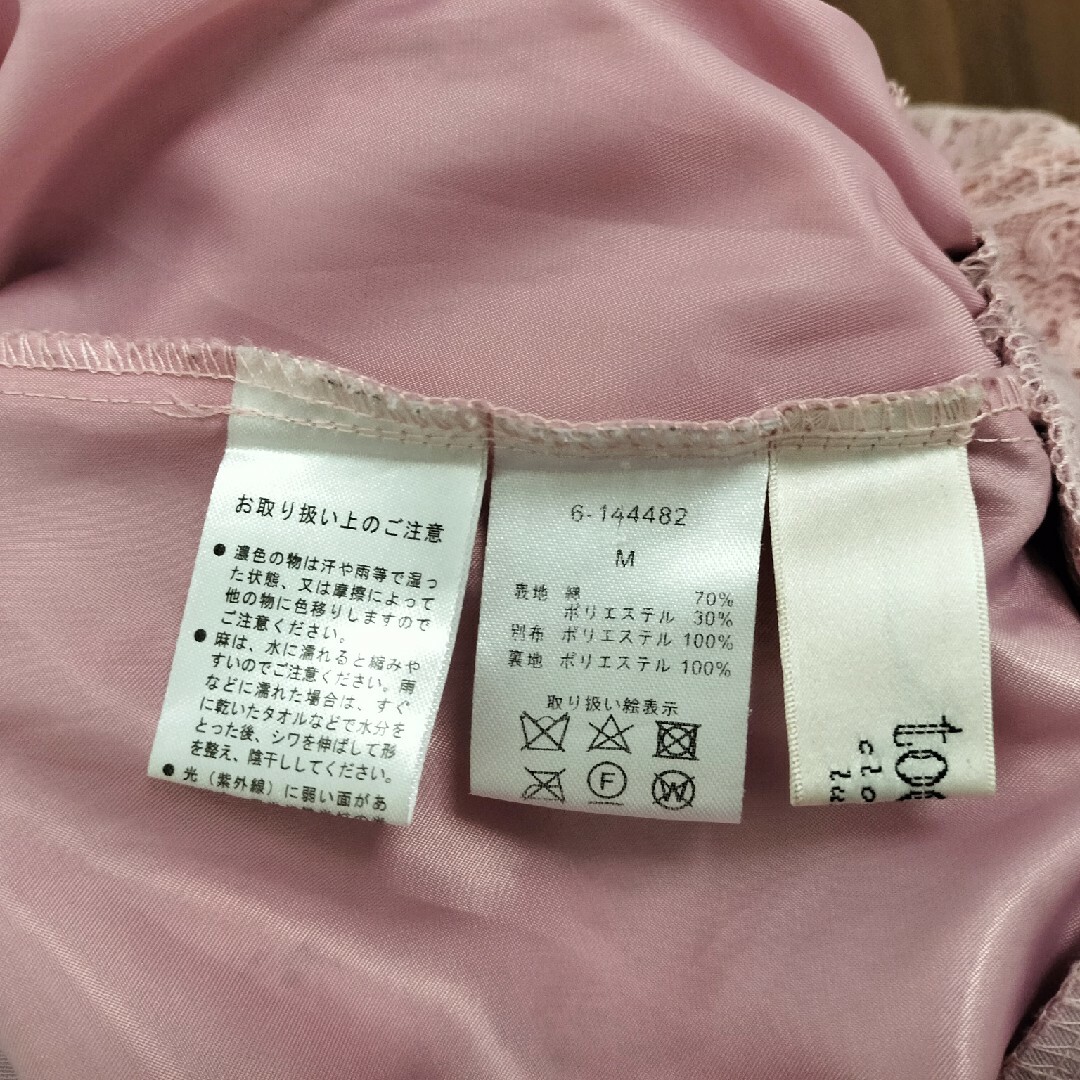 お取り扱い上のご注意
● 濃色の物は汗や雨等で湿っ
た状態、又は摩擦によって
他の物に色移りしますので
ご注意ください。
● 麻は、水に濡れると縮みや
すいのでご注意ください。雨
などに濡れた場合は、すぐ
に乾いたタオルなどで水分を
とった後、シワを伸ばして形
を整え、陰干ししてください。
● 光（紫外線）に弱い面があ
6-144482
M
表地 綿 70%
ポリエステル 30%
別布 ポリエステル 100%
裏地 ポリエステル 100%
取り扱い絵表示
F
W
to
clo
lu